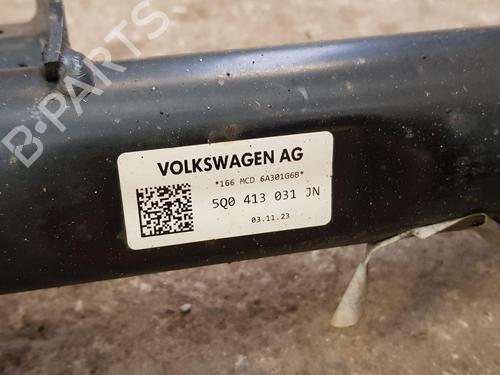 B-PARTS
VOLKSWAGEN AG
*166 MCD 6A301G6B*
5Q0 413 031 JN
03.11.23